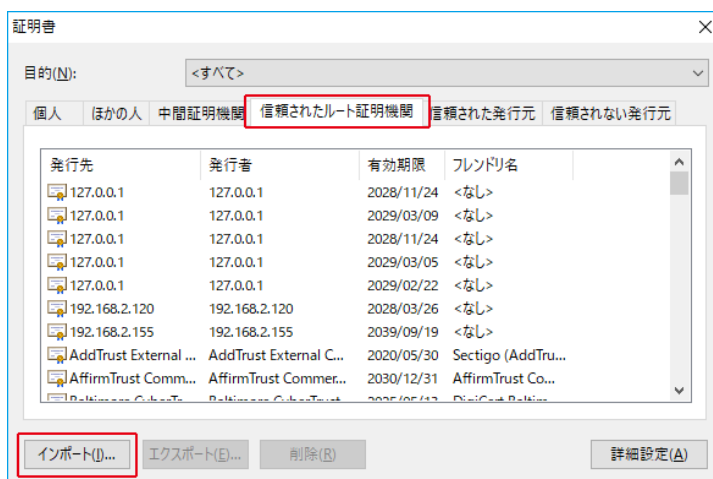 証明書
目的(N): <すべて>
個人 ほかの人 中間証明機関 信頼されたルート証明機関 信頼された発行元 信頼されない発行元
発行先 発行者 有効期限 フレンドリ名
127.0.0.1 127.0.0.1 2028/11/24 <なし>
127.0.0.1 127.0.0.1 2029/03/09 <なし>
127.0.0.1 127.0.0.1 2028/11/24 <なし>
127.0.0.1 127.0.0.1 2029/03/05 <なし>
127.0.0.1 127.0.0.1 2029/02/22 <なし>
192.168.2.120 192.168.2.120 2028/03/26 <なし>
192.168.2.155 192.168.2.155 2039/09/19 <なし>
AddTrust External ... AddTrust External C... 2020/05/30 Sectigo (AddTru...
AffirmTrust Comm... AffirmTrust Commer... 2030/12/31 AffirmTrust Co...
Baltimore CyberTr... Baltimore CyberTrust 2025/05/13 DigiCert Baltim...
インポート(I)... エクスポート(E)... 削除(R) 詳細設定(A)